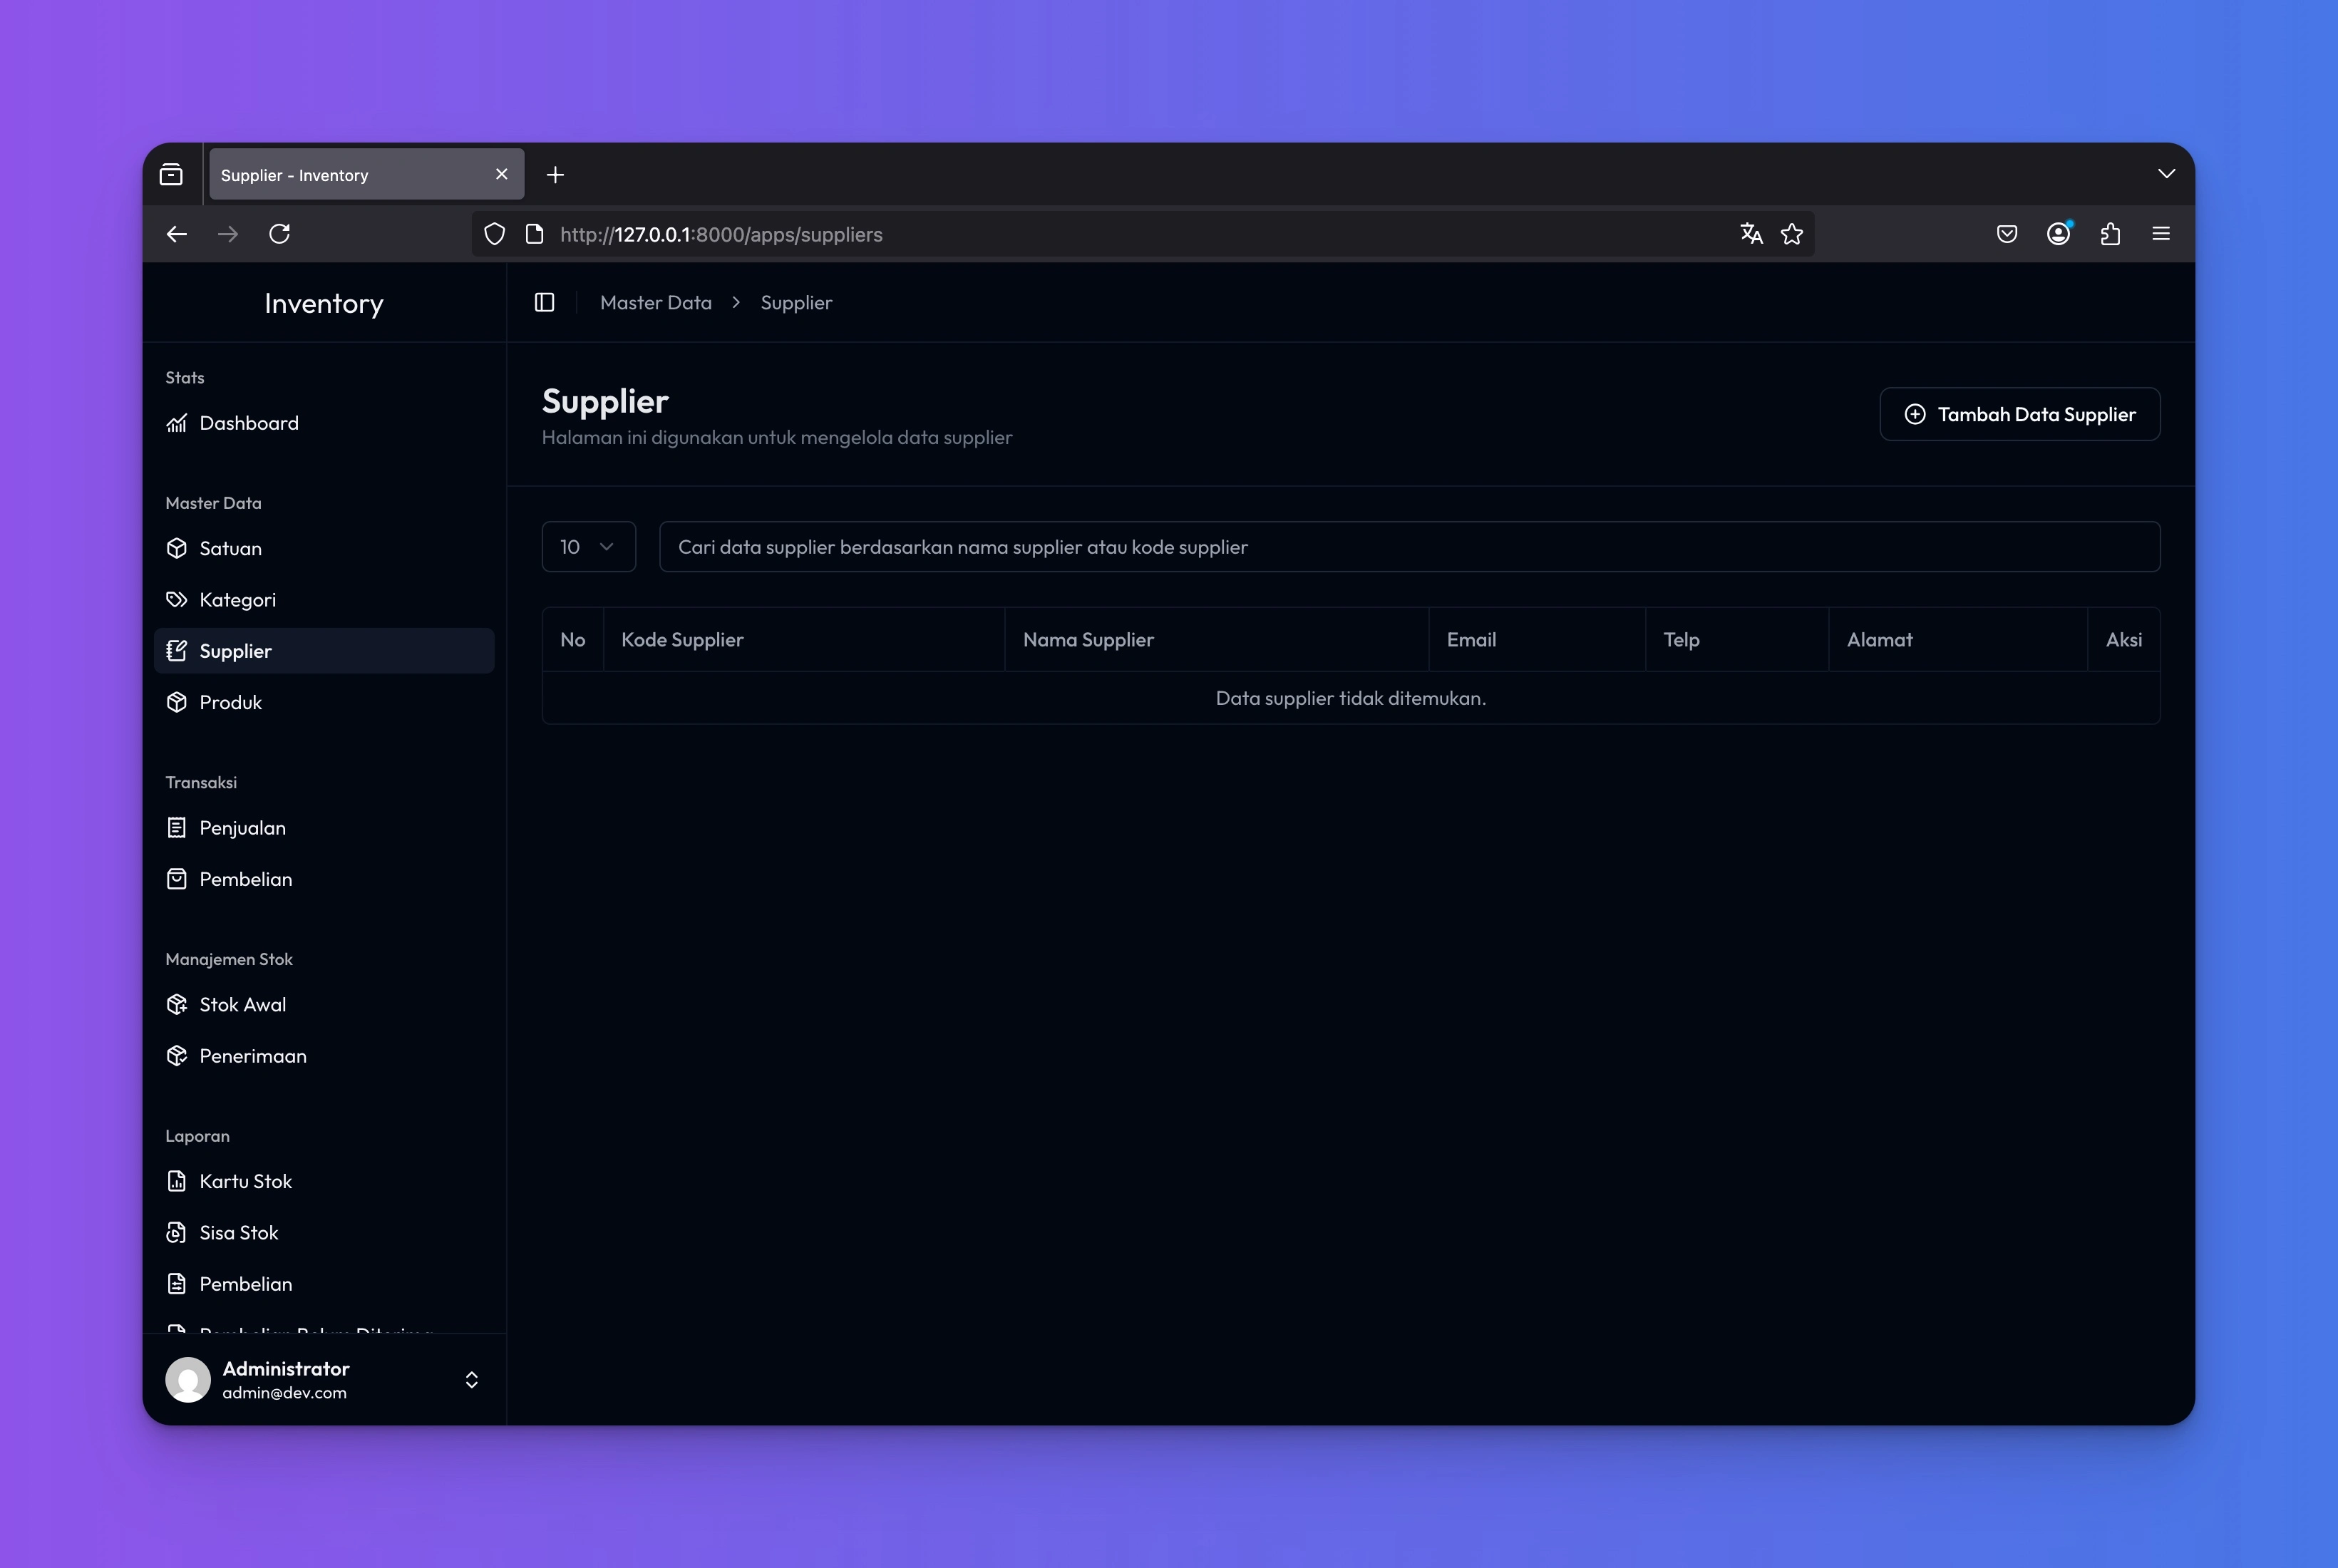 Supplier - Inventory
http://127.0.0.1:8000/apps/suppliers
Inventory
Stats
Dashboard
Master Data
Satuan
Kategori
Supplier
Produk
Transaksi
Penjualan
Pembelian
Manajemen Stok
Stok Awal
Penerimaan
Laporan
Kartu Stok
Sisa Stok
Pembelian
Administrator
admin@dev.com
Master Data > Supplier
Supplier
Halaman ini digunakan untuk mengelola data supplier
Tambah Data Supplier
10
Cari data supplier berdasarkan nama supplier atau kode supplier
No Kode Supplier Nama Supplier Email Telp Alamat Aksi
Data supplier tidak ditemukan.